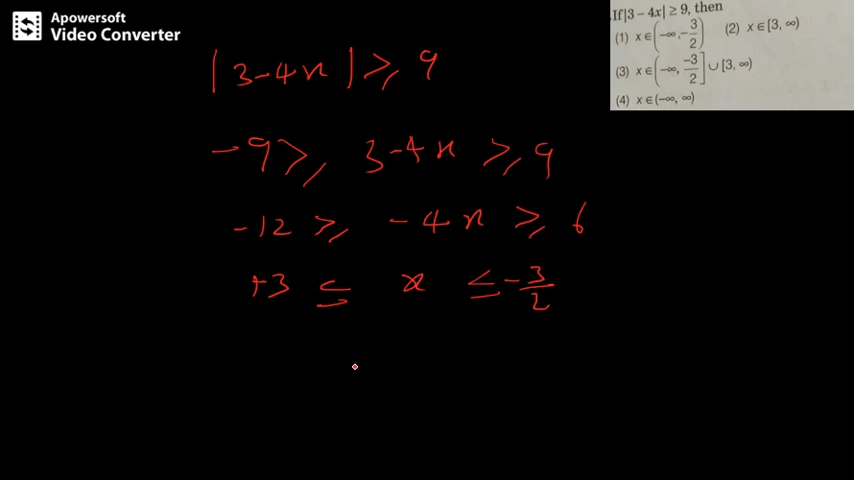 Apowersoft
Video Converter
If|3 – 4x| ≥ 9, then
(1) x ∈ (–∞, –3/2) (2) x ∈ [3, ∞)
(3) x ∈ (–∞, –3/2] ∪ [3, ∞)
(4) x ∈ (–∞, ∞)
|3-4x| ≥ 9
-9 ≥ 3-4x ≥ 9
-12 ≥ -4x ≥ 6
+3 ≤ x ≤ -3/2